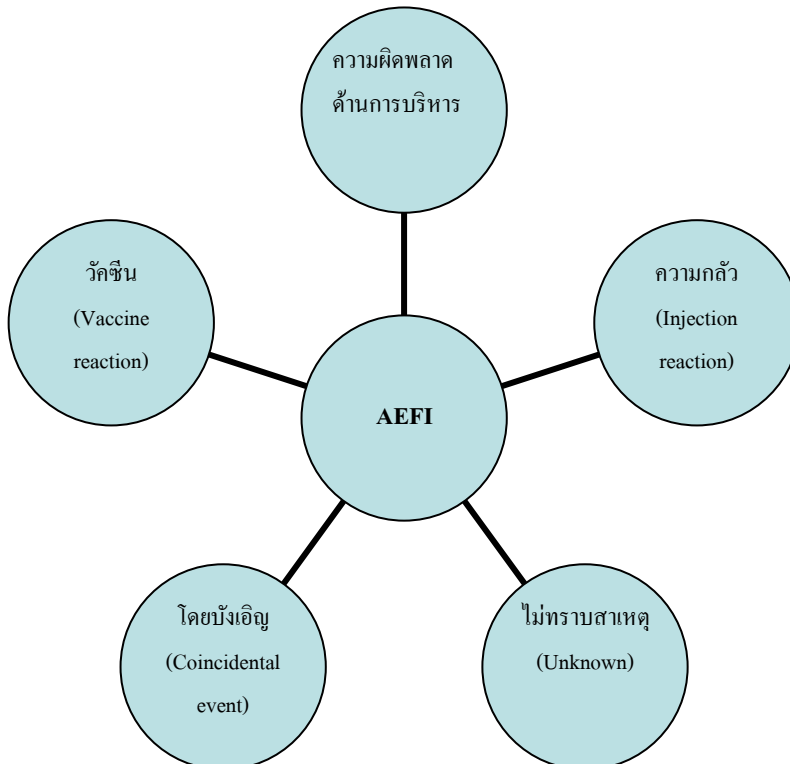 ความผิดพลาด
ด้านการบริหาร
วัคซีน
(Vaccine
reaction)
ความกลัว
(Injection
reaction)
AEFI
โดยบังเอิญ
(Coincidental
event)
ไม่ทราบสาเหตุ
(Unknown)